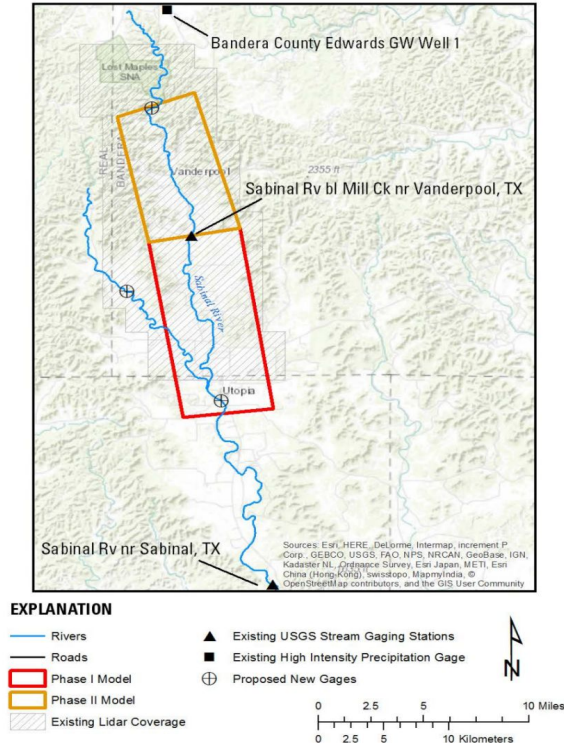 Bandera County Edwards GW Well 1
Lost Maples
SNA
REAL
BANDERA
Vanderpool
2355 ft
Sabinal Rv bl Mill Ck nr Vanderpool, TX
Sabinal River
Utopia
Sabinal Rv nr Sabinal, TX
Sources: Esri, HERE, DeLorme, Intermap, increment P
Corp., GEBCO, USGS, FAO, NPS, NRCAN, GeoBase, IGN,
Kadaster NL, Ordnance Survey, Esri Japan, METI, Esri
China (Hong Kong), swisstopo, MapmyIndia, ©
OpenStreetMap contributors, and the GIS User Community
EXPLANATION
Rivers
Roads
Phase I Model
Phase II Model
Existing Lidar Coverage
Existing USGS Stream Gaging Stations
Existing High Intensity Precipitation Gage
Proposed New Gages
N
0 2.5 5 10 Miles
0 2.5 5 10 Kilometers